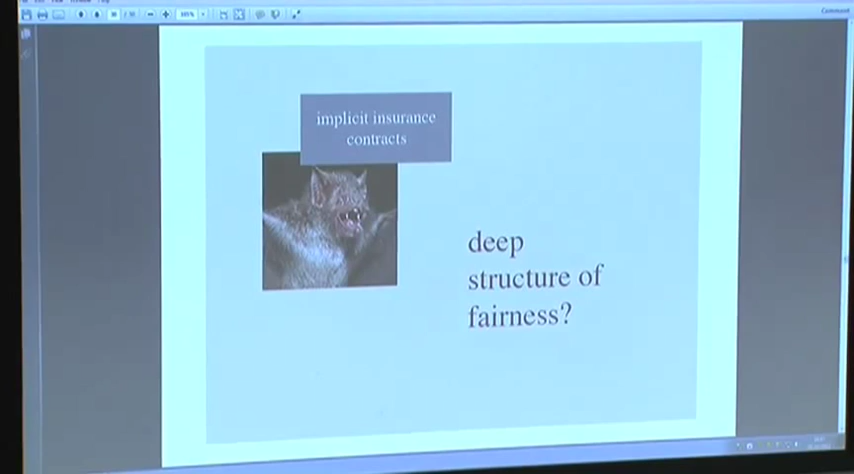 implicit insurance
contracts
deep
structure of
fairness?